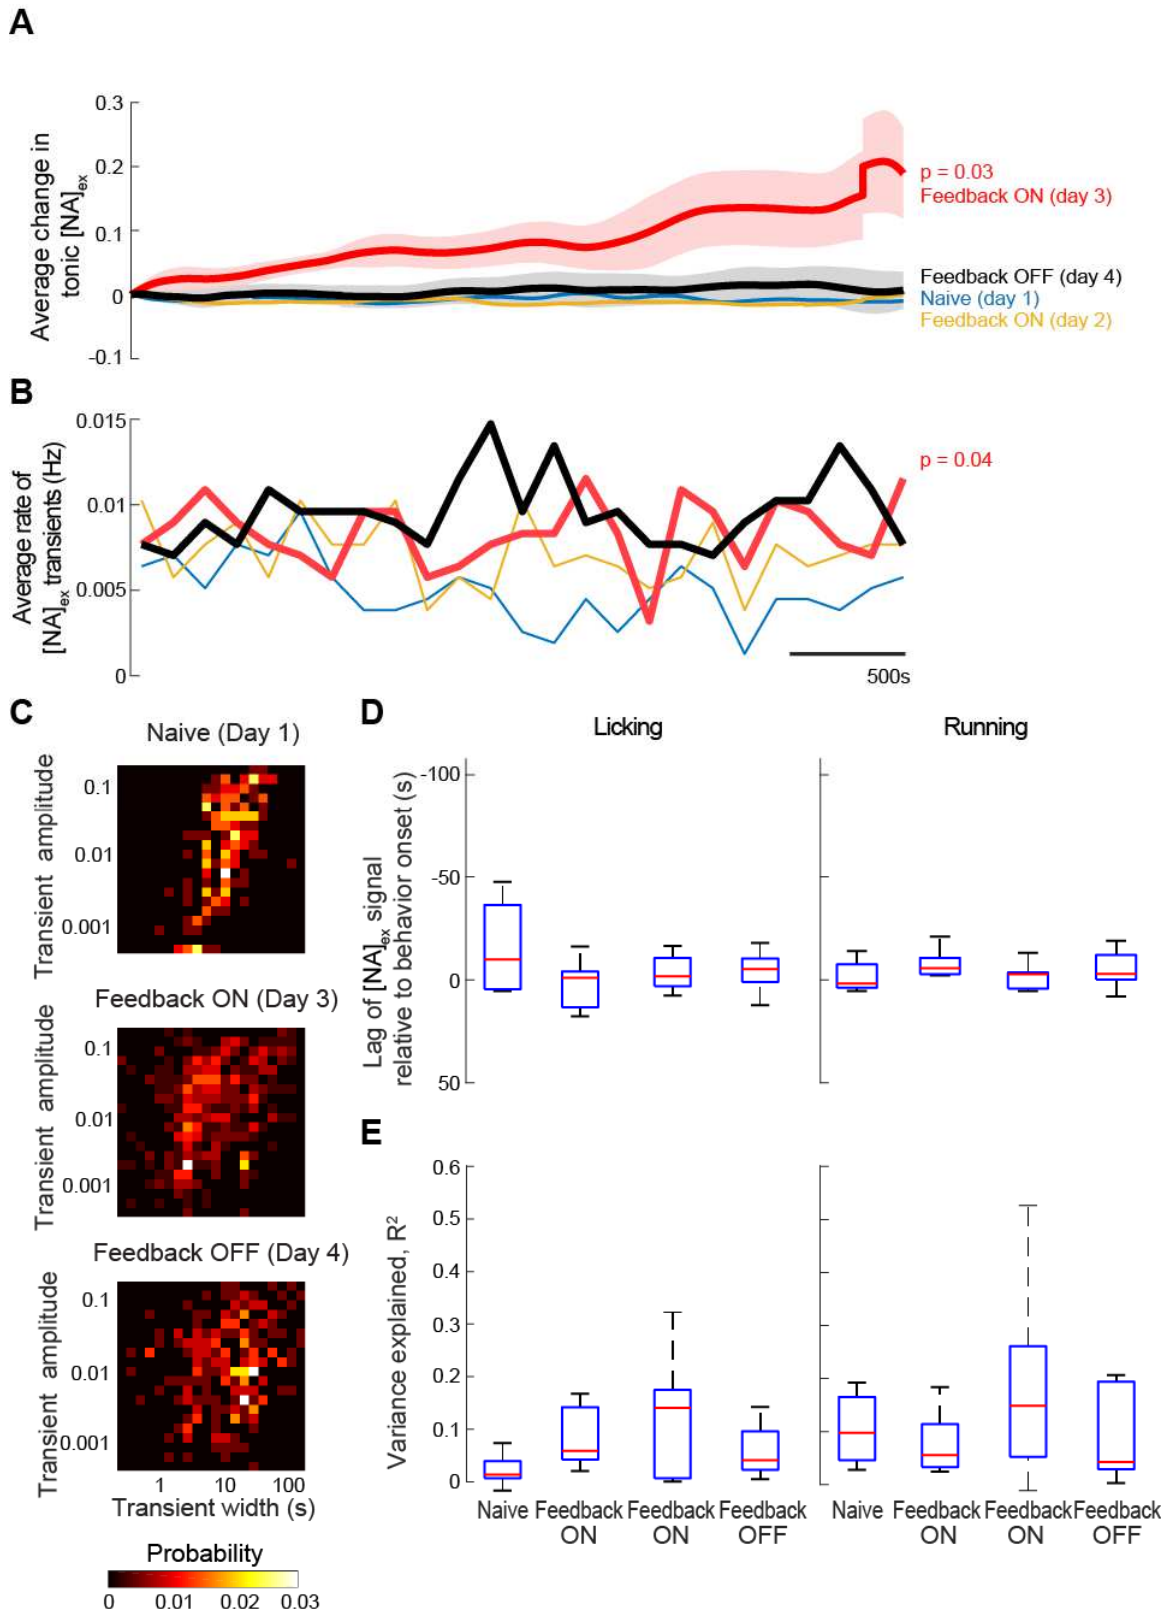 A
Average change in
tonic [NA]ex
0.3
0.2
0.1
0
-0.1
p = 0.03
Feedback ON (day 3)
Feedback OFF (day 4)
Naive (day 1)
Feedback ON (day 2)
B
Average rate of
[NA]ex transients (Hz)
0.015
0.01
0.005
0
p = 0.04
500s
C
Naive (Day 1)
Transient amplitude
0.1
0.01
0.001
Feedback ON (Day 3)
Transient amplitude
0.1
0.01
0.001
Feedback OFF (Day 4)
Transient amplitude
0.1
0.01
0.001
1 10 100
Transient width (s)
Probability
0 0.01 0.02 0.03
D
Licking Running
Lag of [NA]ex signal
relative to behavior onset (s)
-100
-50
0
50
E
Variance explained, R2
0.6
0.5
0.4
0.3
0.2
0.1
0
Naive Feedback Feedback Feedback Naive Feedback Feedback Feedback
ON ON OFF ON ON OFF